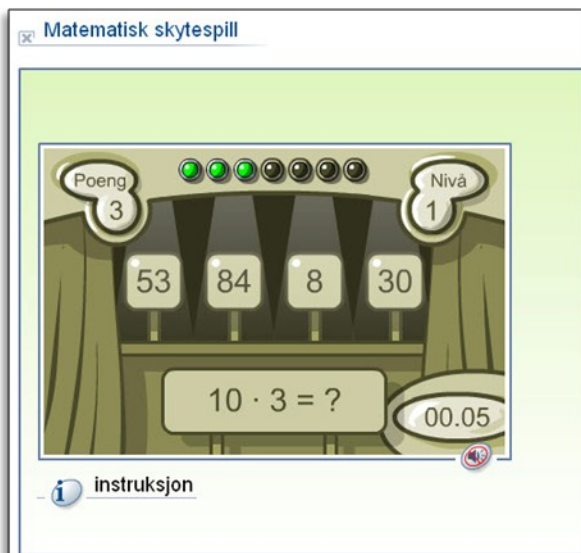 Matematisk skytespill
Poeng
3
Nivå
1
53 84 8 30
10 · 3 = ?
00.05
instruksjon